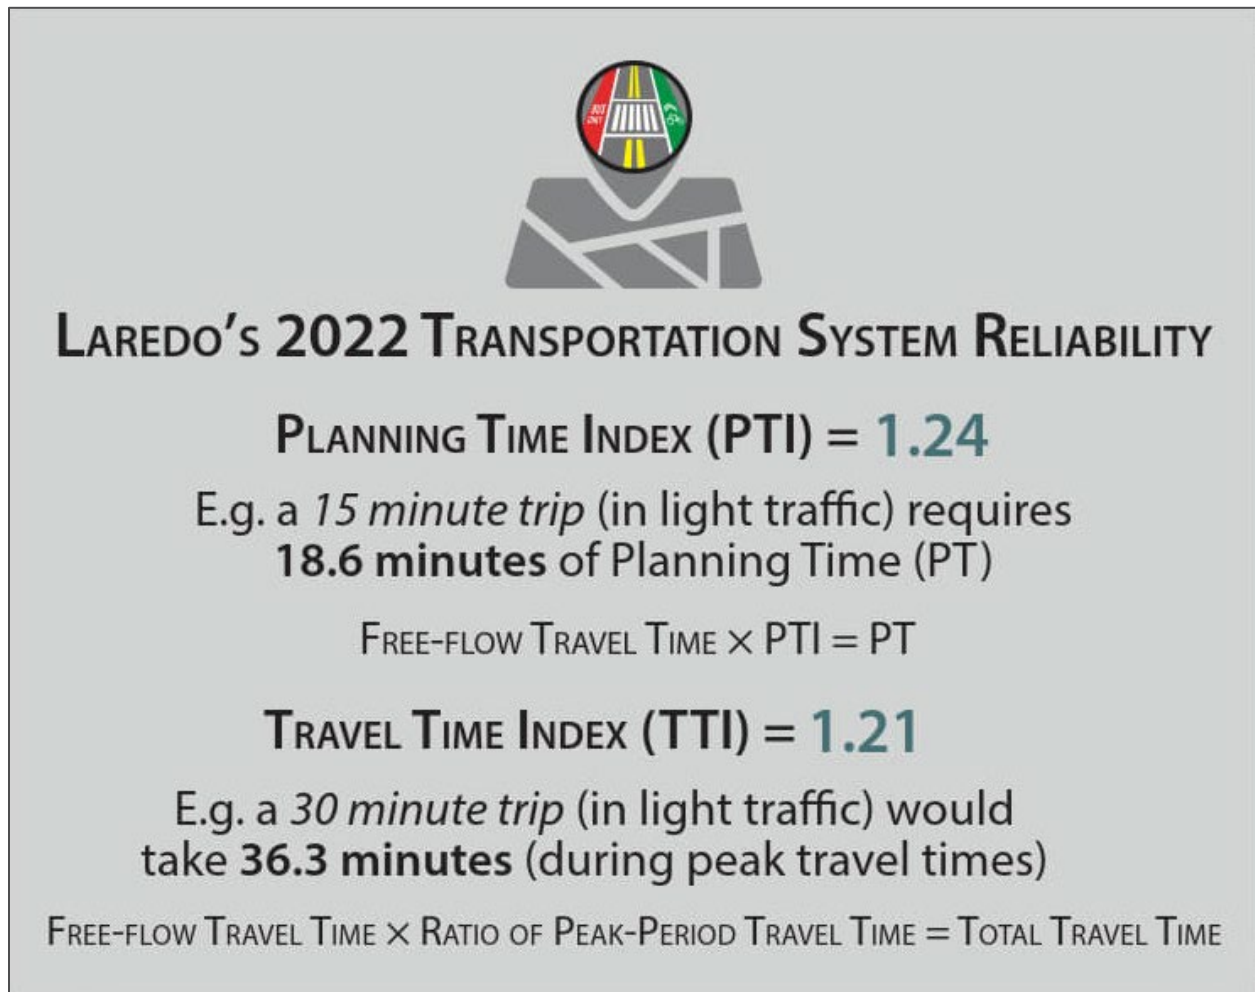 BUS
ONLY
Laredo's 2022 Transportation System Reliability
Planning Time Index (PTI) = 1.24
E.g. a 15 minute trip (in light traffic) requires
18.6 minutes of Planning Time (PT)
Free-flow Travel Time × PTI = PT
Travel Time Index (TTI) = 1.21
E.g. a 30 minute trip (in light traffic) would
take 36.3 minutes (during peak travel times)
Free-flow Travel Time × Ratio of Peak-Period Travel Time = Total Travel Time